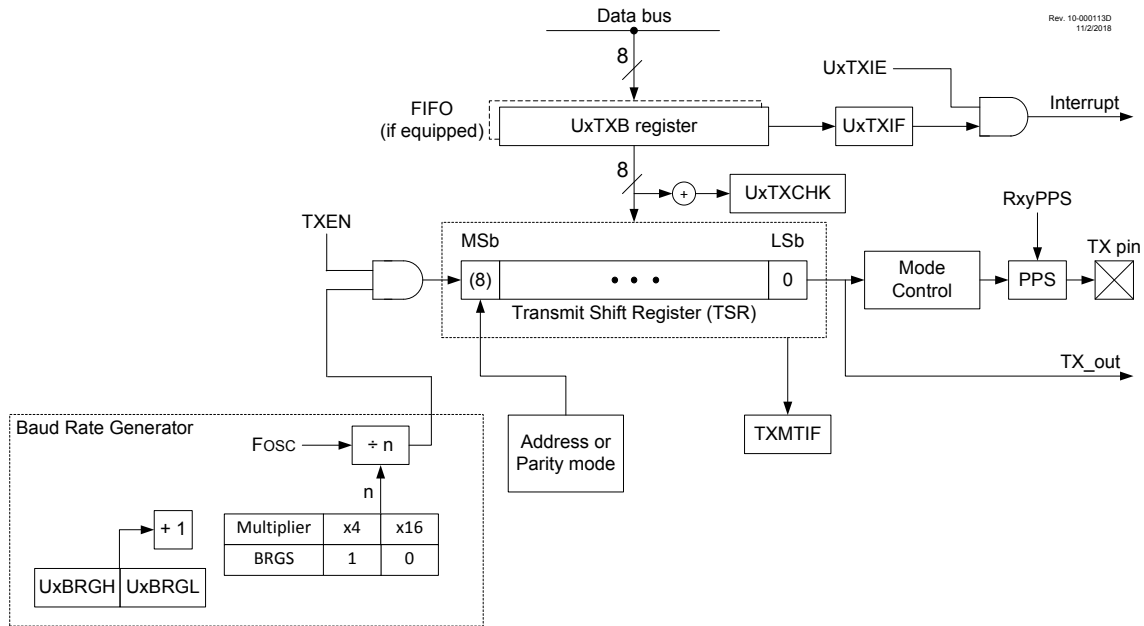 Data bus
Rev. 10-000113D
11/2/2018
8
UxTXIE
FIFO
(if equipped)
UxTXB register
UxTXIF
Interrupt
8
+
UxTXCHK
RxyPPS
TXEN
MSb
LSb
TX pin
(8)
• • •
0
Mode
Control
PPS
Transmit Shift Register (TSR)
TX_out
Baud Rate Generator
FOSC
÷ n
Address or
Parity mode
TXMTIF
n
+ 1
Multiplier x4 x16
BRGS 1 0
UxBRGH UxBRGL